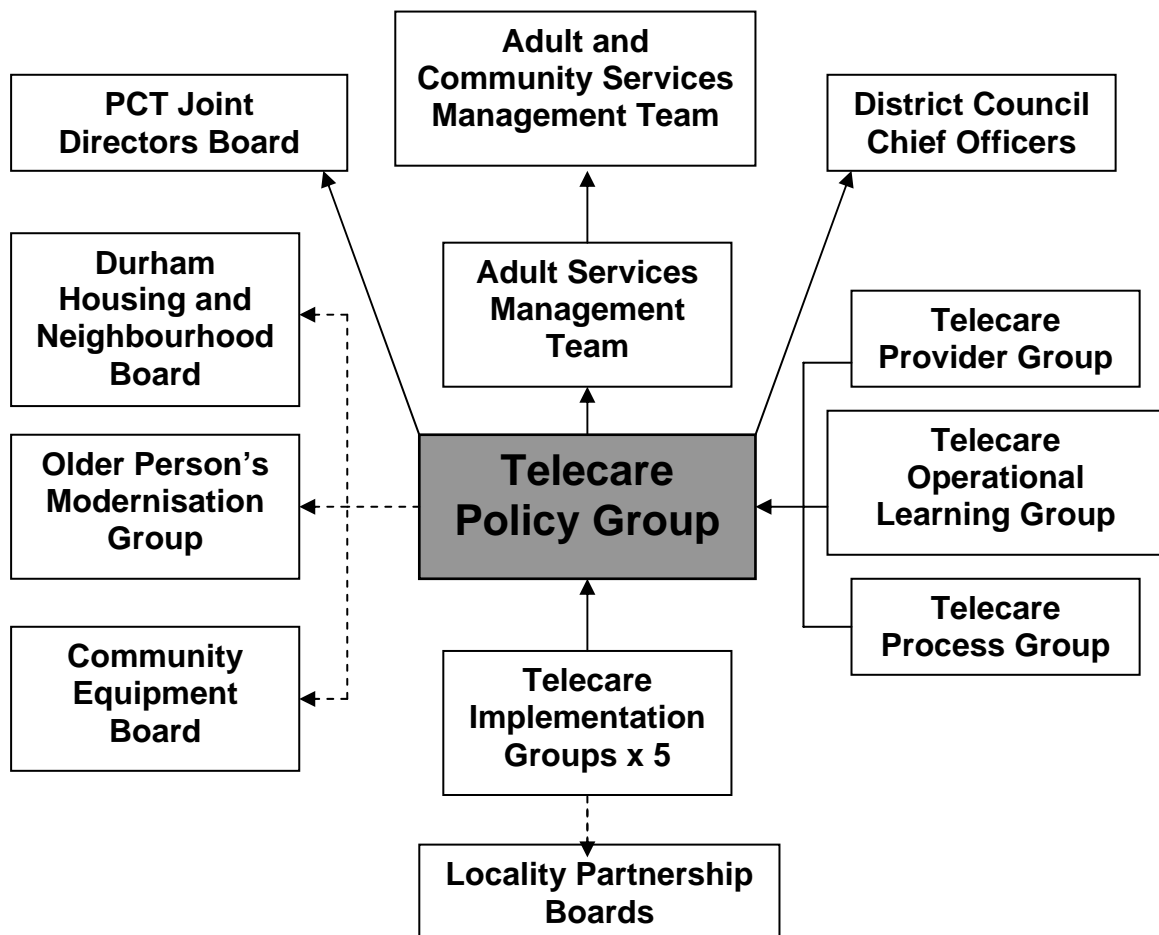 Adult and
Community Services
Management Team
PCT Joint
Directors Board
District Council
Chief Officers
Durham
Housing and
Neighbourhood
Board
Adult Services
Management
Team
Telecare
Provider Group
Older Person’s
Modernisation
Group
Telecare
Policy Group
Telecare
Operational
Learning Group
Community
Equipment
Board
Telecare
Implementation
Groups x 5
Telecare
Process Group
Locality Partnership
Boards